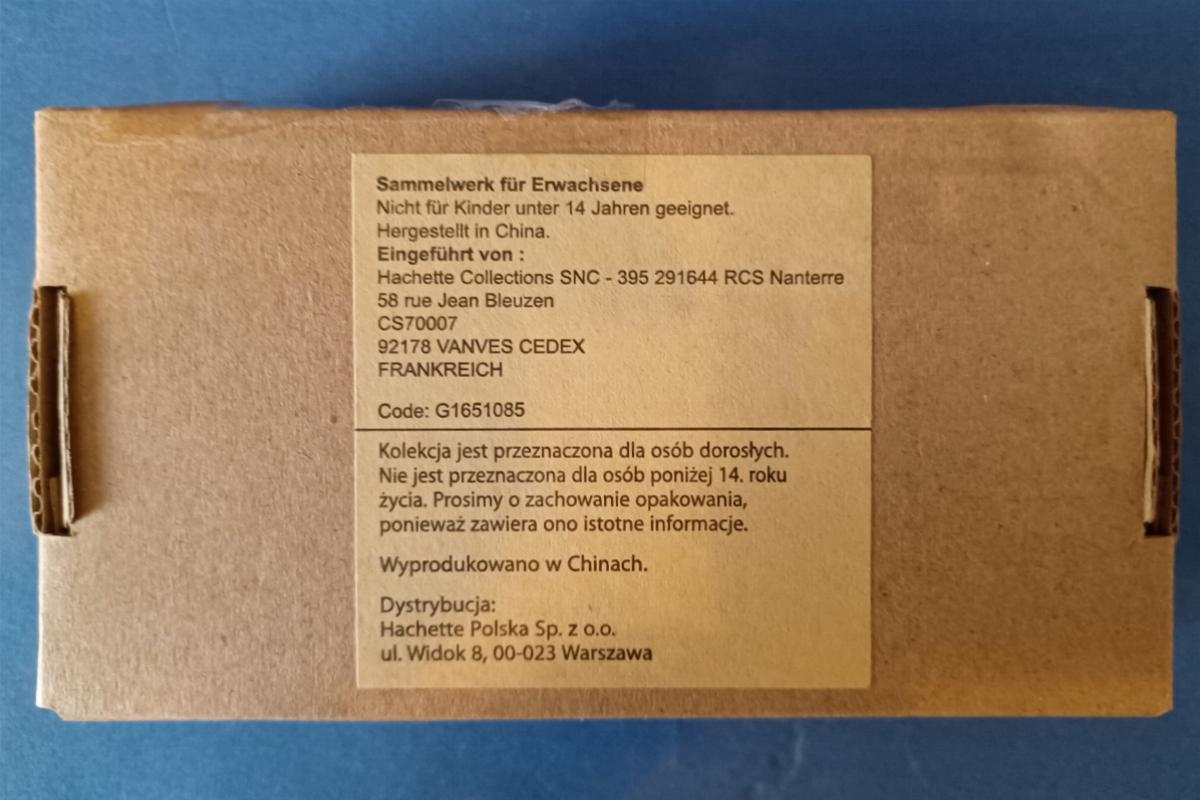 Sammelwerk für Erwachsene
Nicht für Kinder unter 14 Jahren geeignet.
Hergestellt in China.
Eingeführt von :
Hachette Collections SNC - 395 291644 RCS Nanterre
58 rue Jean Bleuzen
CS70007
92178 VANVES CEDEX
FRANKREICH
Code: G1651085
Kolekcja jest przeznaczona dla osób dorosłych.
Nie jest przeznaczona dla osób poniżej 14. roku
życia. Prosimy o zachowanie opakowania,
ponieważ zawiera ono istotne informacje.
Wyprodukowano w Chinach.
Dystrybucja:
Hachette Polska Sp. z o.o.
ul. Widok 8, 00-023 Warszawa